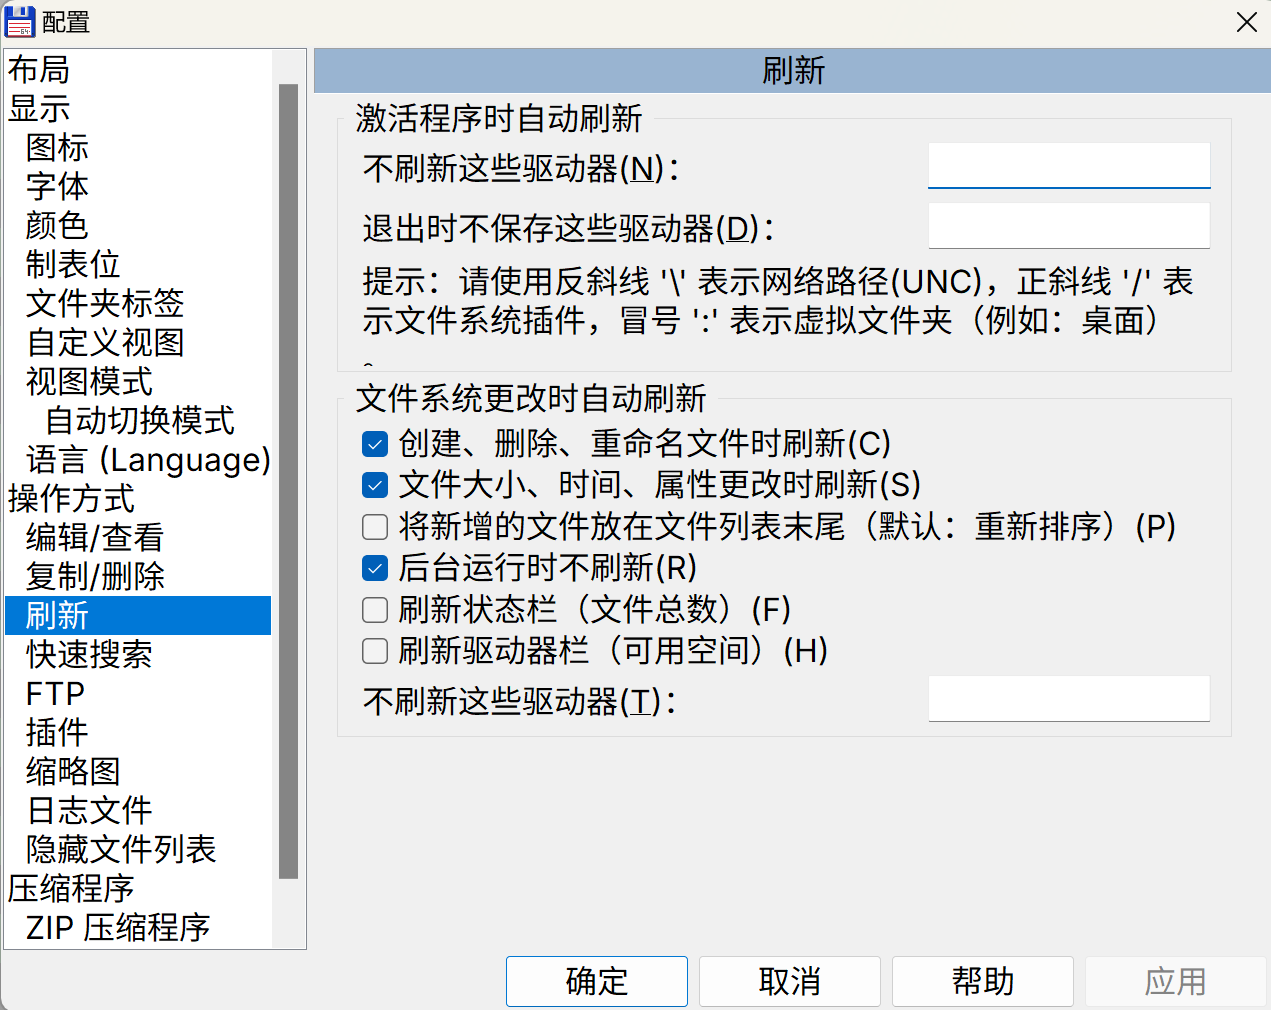 配置
布局
显示
图标
字体
颜色
制表位
文件夹标签
自定义视图
视图模式
自动切换模式
语言 (Language)
操作方式
编辑/查看
复制/删除
刷新
快速搜索
FTP
插件
缩略图
日志文件
隐藏文件列表
压缩程序
ZIP 压缩程序
刷新
激活程序时自动刷新
不刷新这些驱动器(N)：
退出时不保存这些驱动器(D)：
提示：请使用反斜线 '\' 表示网络路径(UNC)，正斜线 '/' 表
示文件系统插件，冒号 ':' 表示虚拟文件夹（例如：桌面）
。
文件系统更改时自动刷新
创建、删除、重命名文件时刷新(C)
文件大小、时间、属性更改时刷新(S)
将新增的文件放在文件列表末尾（默认：重新排序）(P)
后台运行时不刷新(R)
刷新状态栏（文件总数）(F)
刷新驱动器栏（可用空间）(H)
不刷新这些驱动器(T)：
确定
取消
帮助
应用